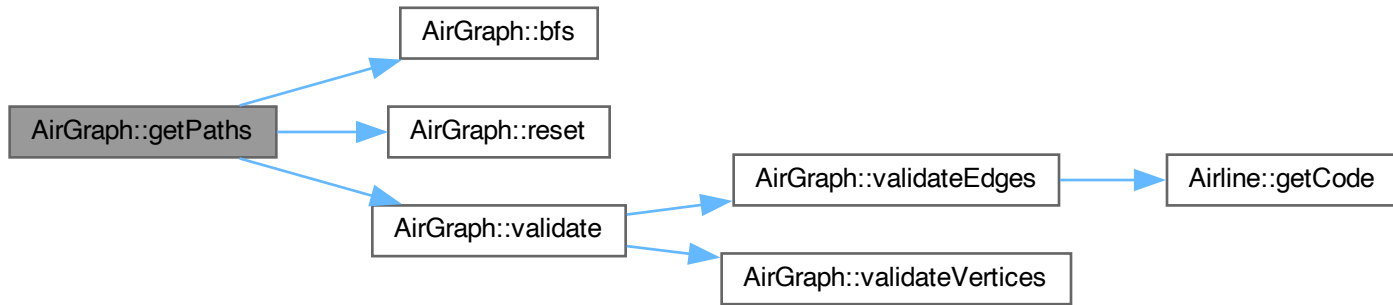 AirGraph::bfs
AirGraph::getPaths
AirGraph::reset
AirGraph::validateEdges
Airline::getCode
AirGraph::validate
AirGraph::validateVertices